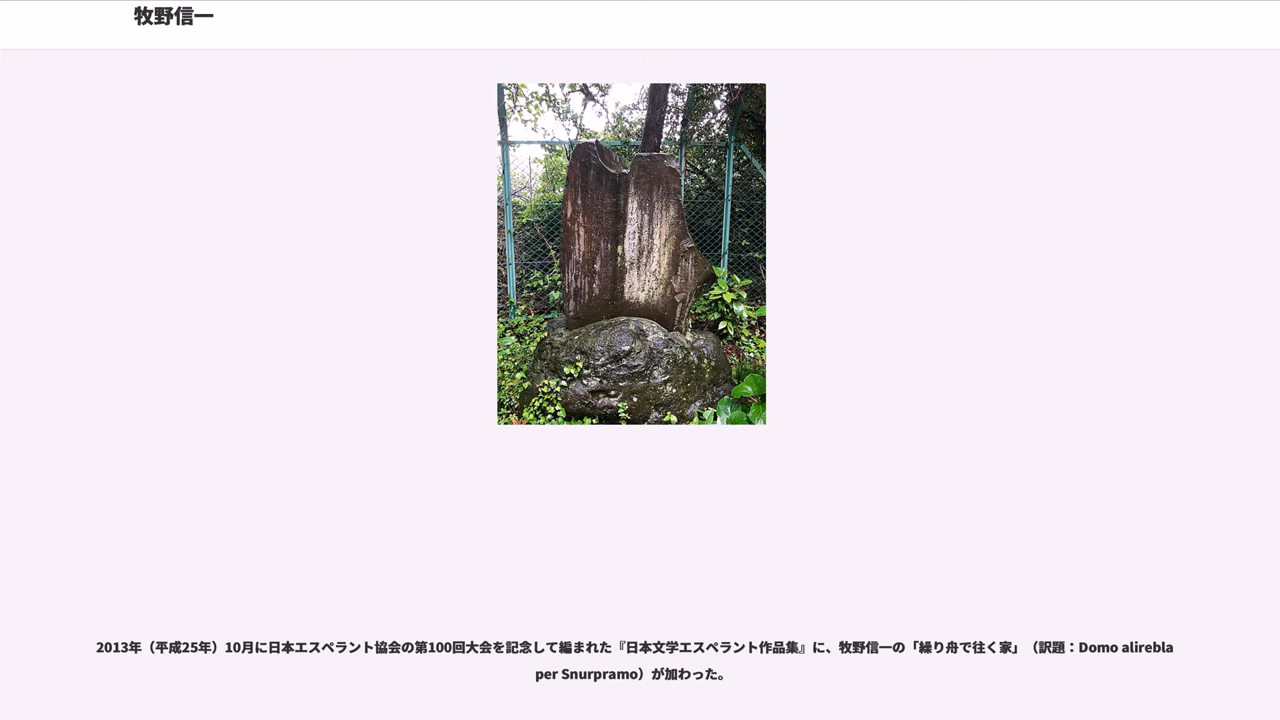 牧野信一
2013年（平成25年）10月に日本エスペラント協会の第100回大会を記念して編まれた『日本文学エスペラント作品集』に、牧野信一の「繰り舟で往く家」（訳題：Domo alirebla
per Snurpramo）が加わった。